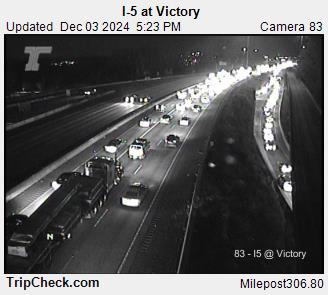 I-5 at Victory
Updated Dec 03 2024 5:23 PM
Camera 83
T
83 - I5 @ Victory
TripCheck.com
Milepost306.80